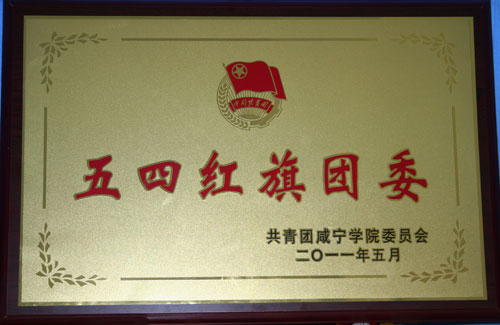 中国共青团
五四红旗团委
共青团咸宁学院委员会
二〇一一年五月